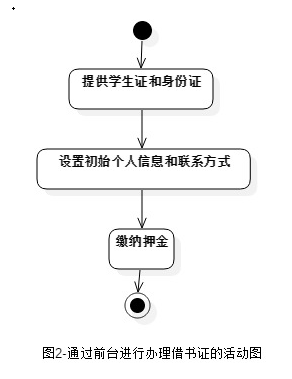 提供学生证和身份证
设置初始个人信息和联系方式
缴纳押金
图2-通过前台进行办理借书证的活动图